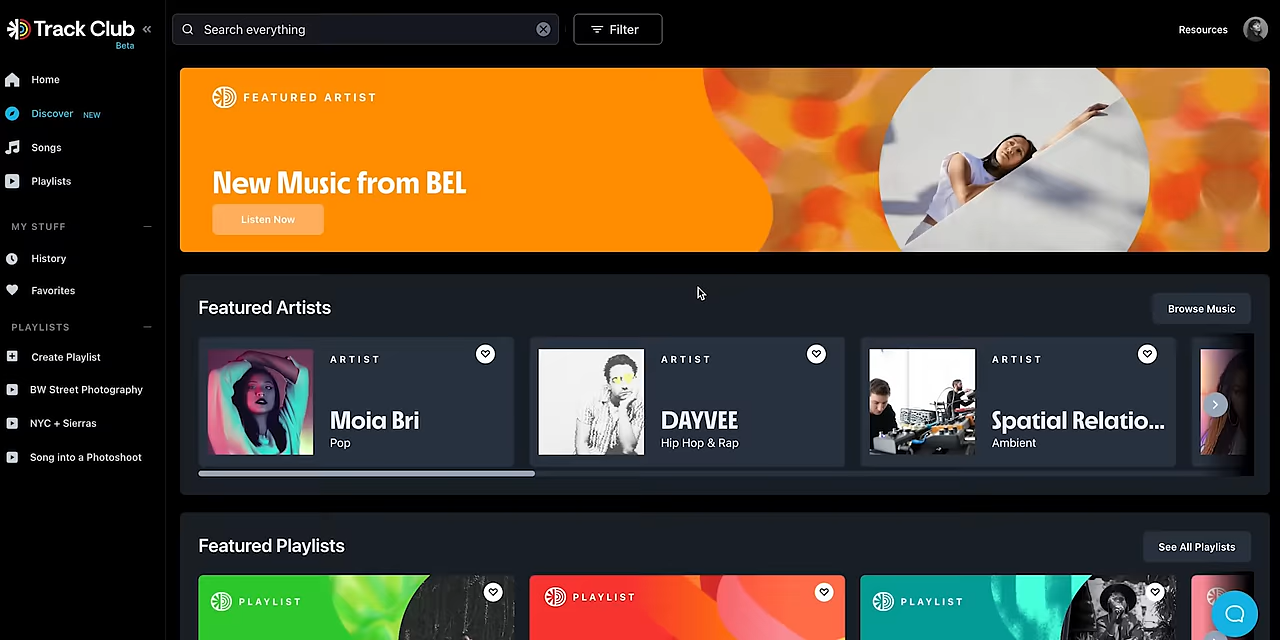 Track Club
Beta
Search everything
Filter
Resources
Home
Discover NEW
Songs
Playlists
MY STUFF
History
Favorites
PLAYLISTS
Create Playlist
BW Street Photography
NYC + Sierras
Song into a Photoshoot
FEATURED ARTIST
New Music from BEL
Listen Now
Featured Artists
Browse Music
ARTIST
Moia Bri
Pop
ARTIST
DAYVEE
Hip Hop & Rap
ARTIST
Spatial Relatio...
Ambient
Featured Playlists
See All Playlists
PLAYLIST
PLAYLIST
PLAYLIST